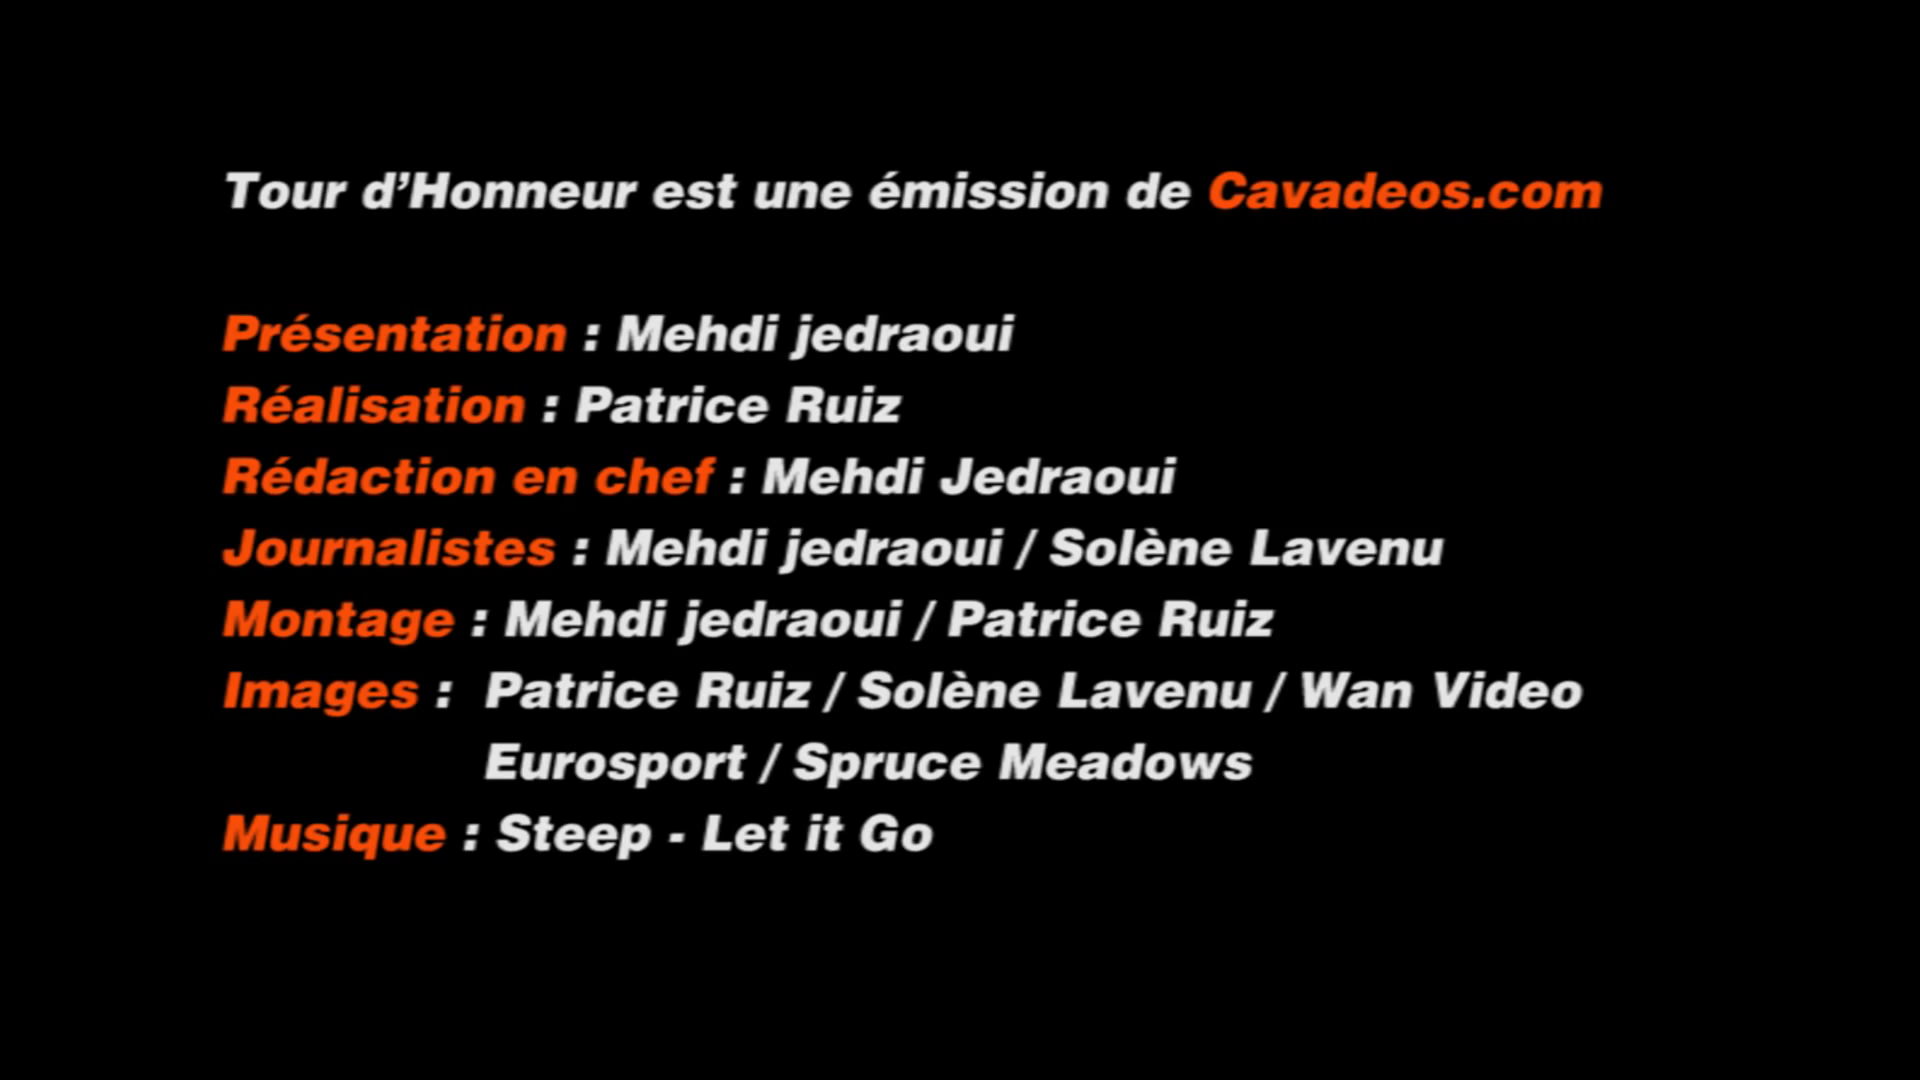 Tour d’Honneur est une émission de Cavadeos.com
Présentation : Mehdi jedraoui
Réalisation : Patrice Ruiz
Rédaction en chef : Mehdi Jedraoui
Journalistes : Mehdi jedraoui / Solène Lavenu
Montage : Mehdi jedraoui / Patrice Ruiz
Images : Patrice Ruiz / Solène Lavenu / Wan Video
Eurosport / Spruce Meadows
Musique : Steep - Let it Go